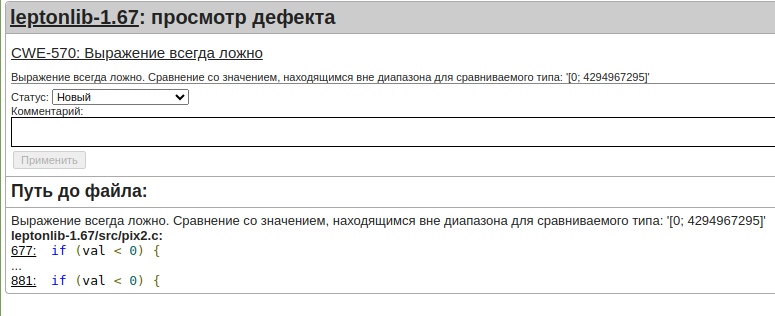 leptonlib-1.67: просмотр дефекта
CWE-570: Выражение всегда ложно
Выражение всегда ложно. Сравнение со значением, находящимся вне диапазона для сравниваемого типа: '[0; 4294967295]'
Статус: Новый
Комментарий:
Применить
Путь до файла:
Выражение всегда ложно. Сравнение со значением, находящимся вне диапазона для сравниваемого типа: '[0; 4294967295]'
leptonlib-1.67/src/pix2.c:
677: if (val < 0) {
...
881: if (val < 0) {